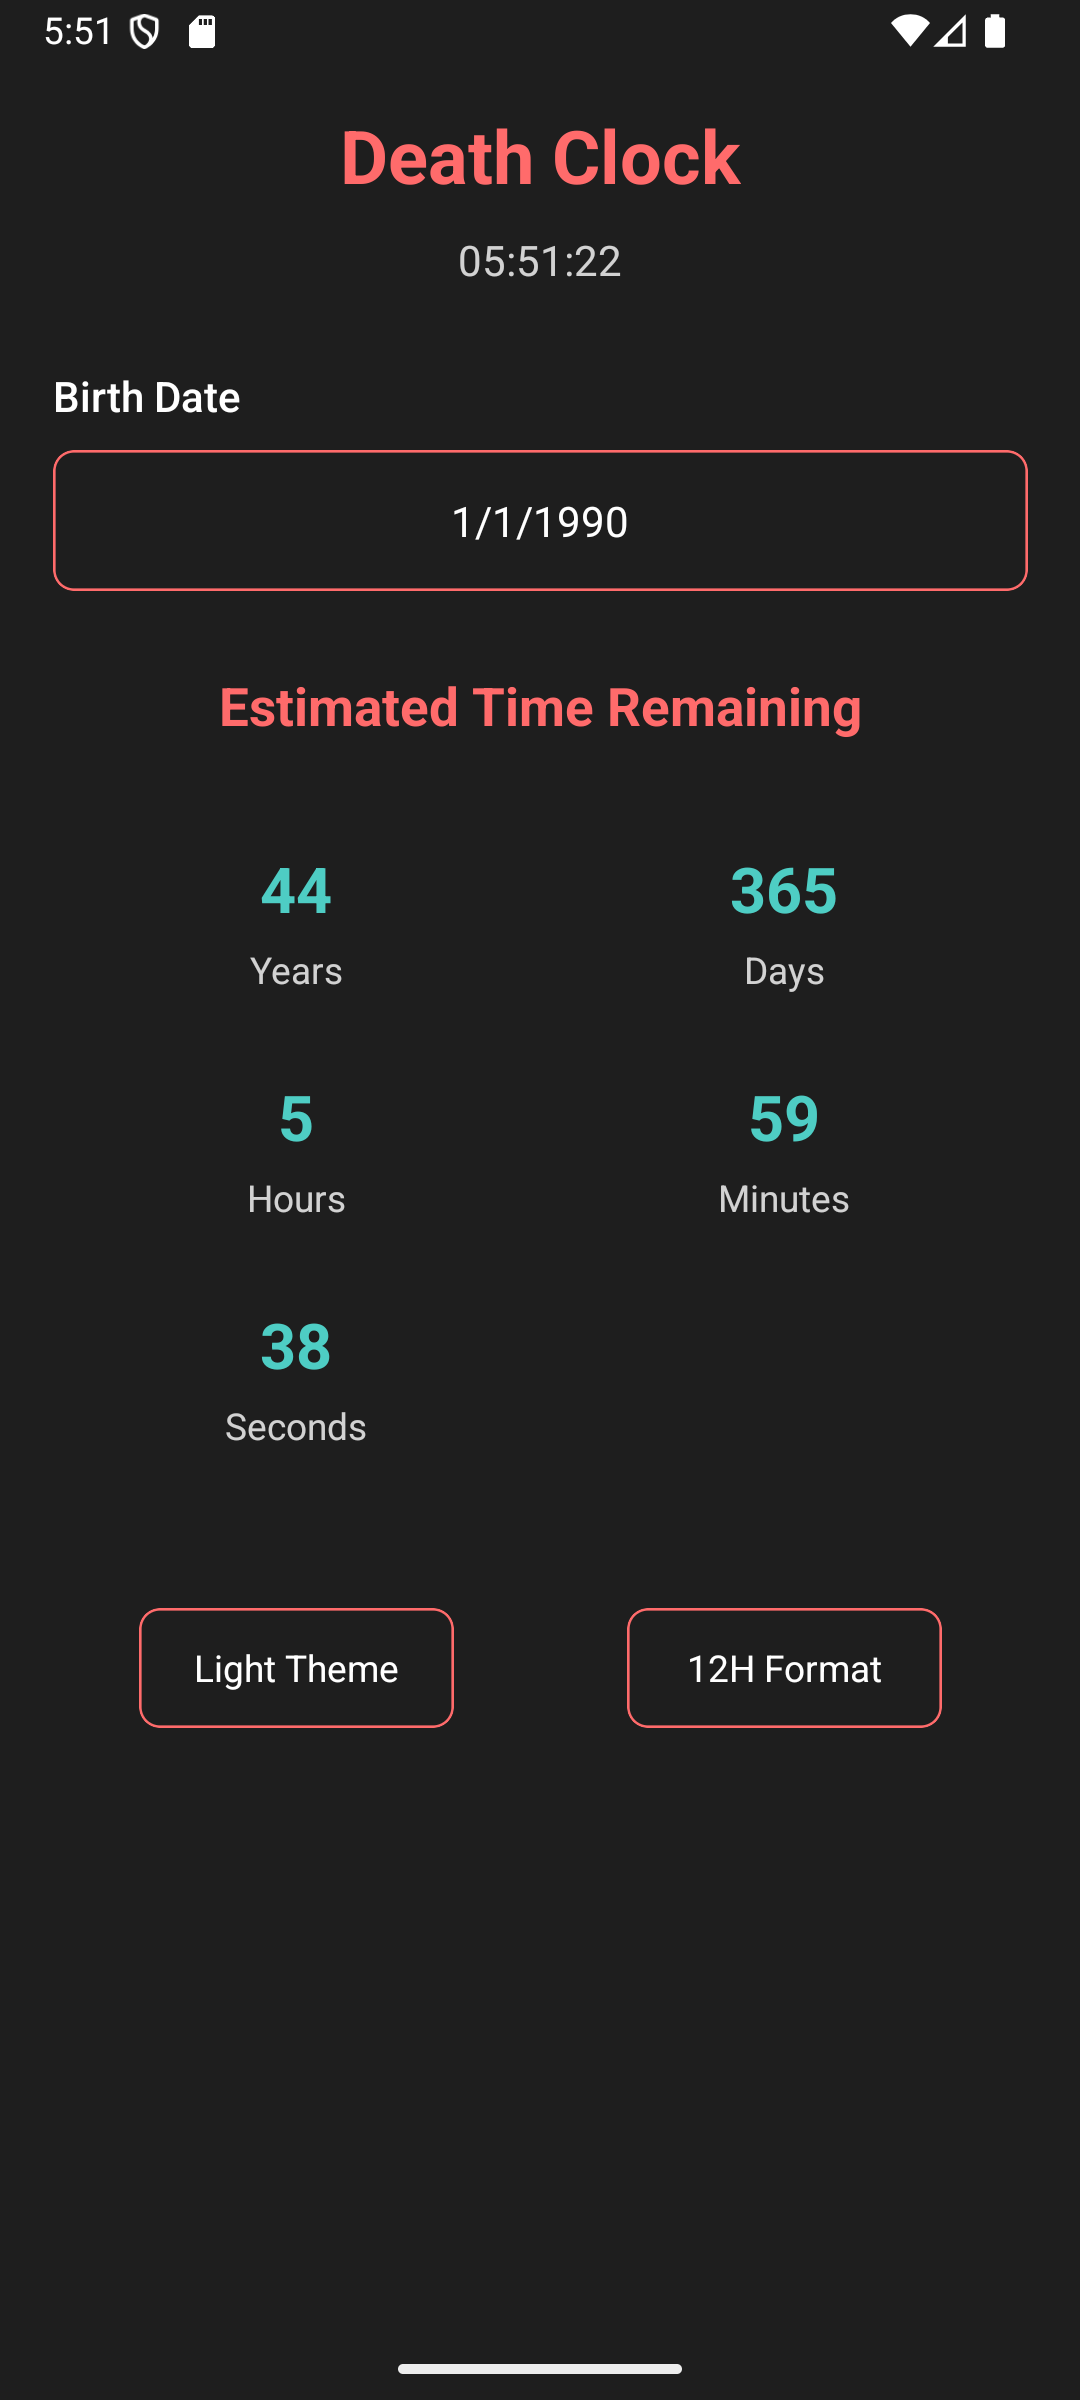 5:51
Death Clock
05:51:22
Birth Date
1/1/1990
Estimated Time Remaining
44 365
Years Days
5 59
Hours Minutes
38
Seconds
Light Theme 12H Format